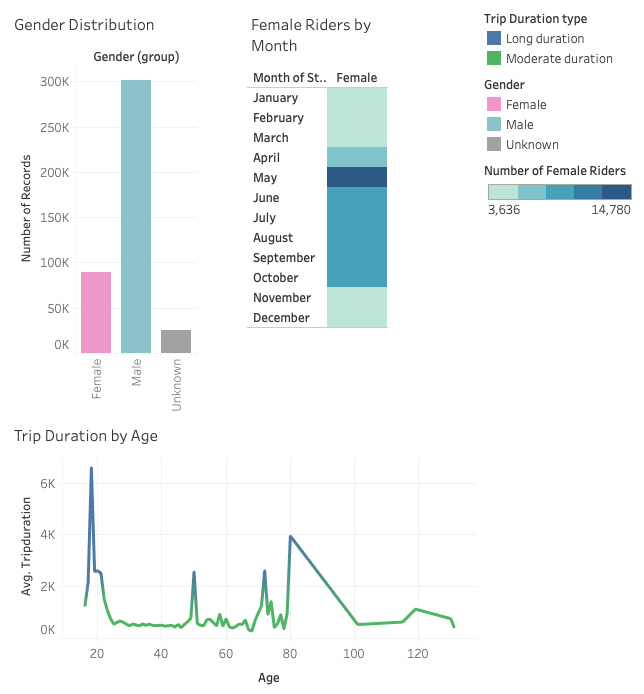 Gender Distribution
Gender (group)
Number of Records
300K
250K
200K
150K
100K
50K
0K
Female
Male
Unknown
Female Riders by
Month
Month of St.. Female
January
February
March
April
May
June
July
August
September
October
November
December
Trip Duration type
Long duration
Moderate duration
Gender
Female
Male
Unknown
Number of Female Riders
3,636 14,780
Trip Duration by Age
Avg. Tripduration
6K
4K
2K
0K
20 40 60 80 100 120
Age